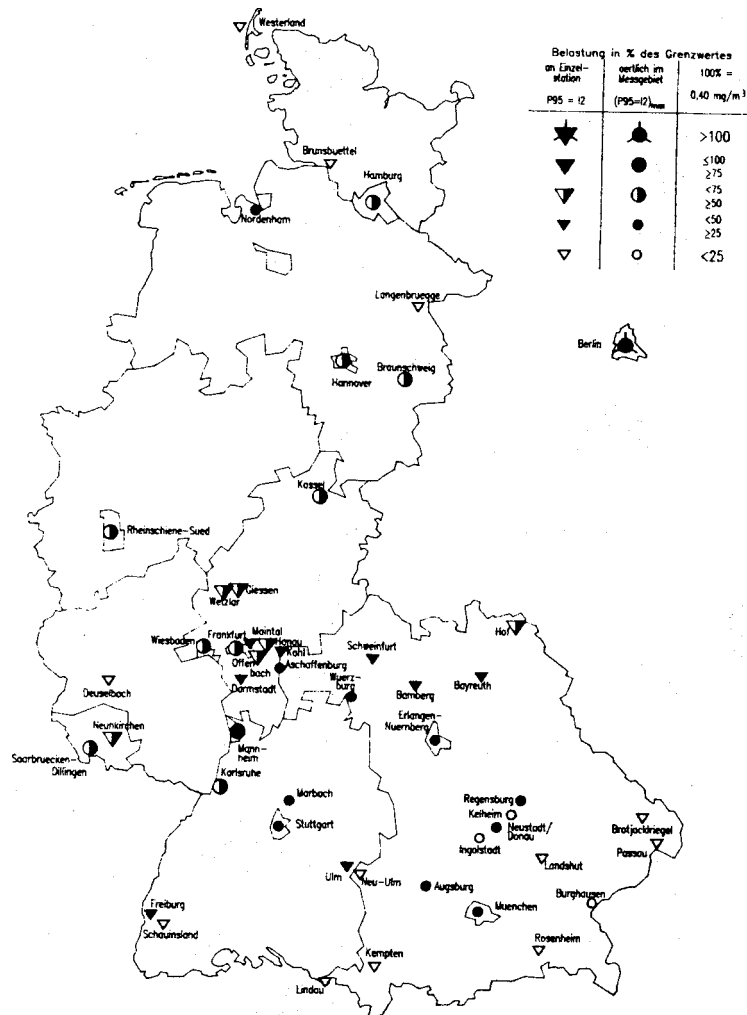 Westerland
Belastung in % des Grenzwertes
an Einzel-
station
oertlich im
Messgebiet
100% =
P95 = I2
(P95=I2)max
0,40 mg/m³
>100
≤100
≥75
<75
≥50
<50
≥25
<25
Brunsbuettel
Hamburg
Nordenham
Langenbruegge
Berlin
Hannover
Braunschweig
Kassel
Rheinschiene-Sued
Wetzlar
Giessen
Wiesbaden
Frankfurt
Maintal
Hanau
Kahl
Offen
bach
Aschaffenburg
Darmstadt
Schweinfurt
Hof
Wuerz-
burg
Bamberg
Bayreuth
Deuselbach
Neunkirchen
Saarbruecken-
Dillingen
Mann-
heim
Erlangen-
Nuernberg
Karlsruhe
Marbach
Stuttgart
Regensburg
Kelheim
Neustadt/
Donau
Ingolstadt
Brotjacklriegel
Passau
Landshut
Ulm
Neu-Ulm
Augsburg
Muenchen
Burghausen
Freiburg
Schauinsland
Kempten
Rosenheim
Lindau